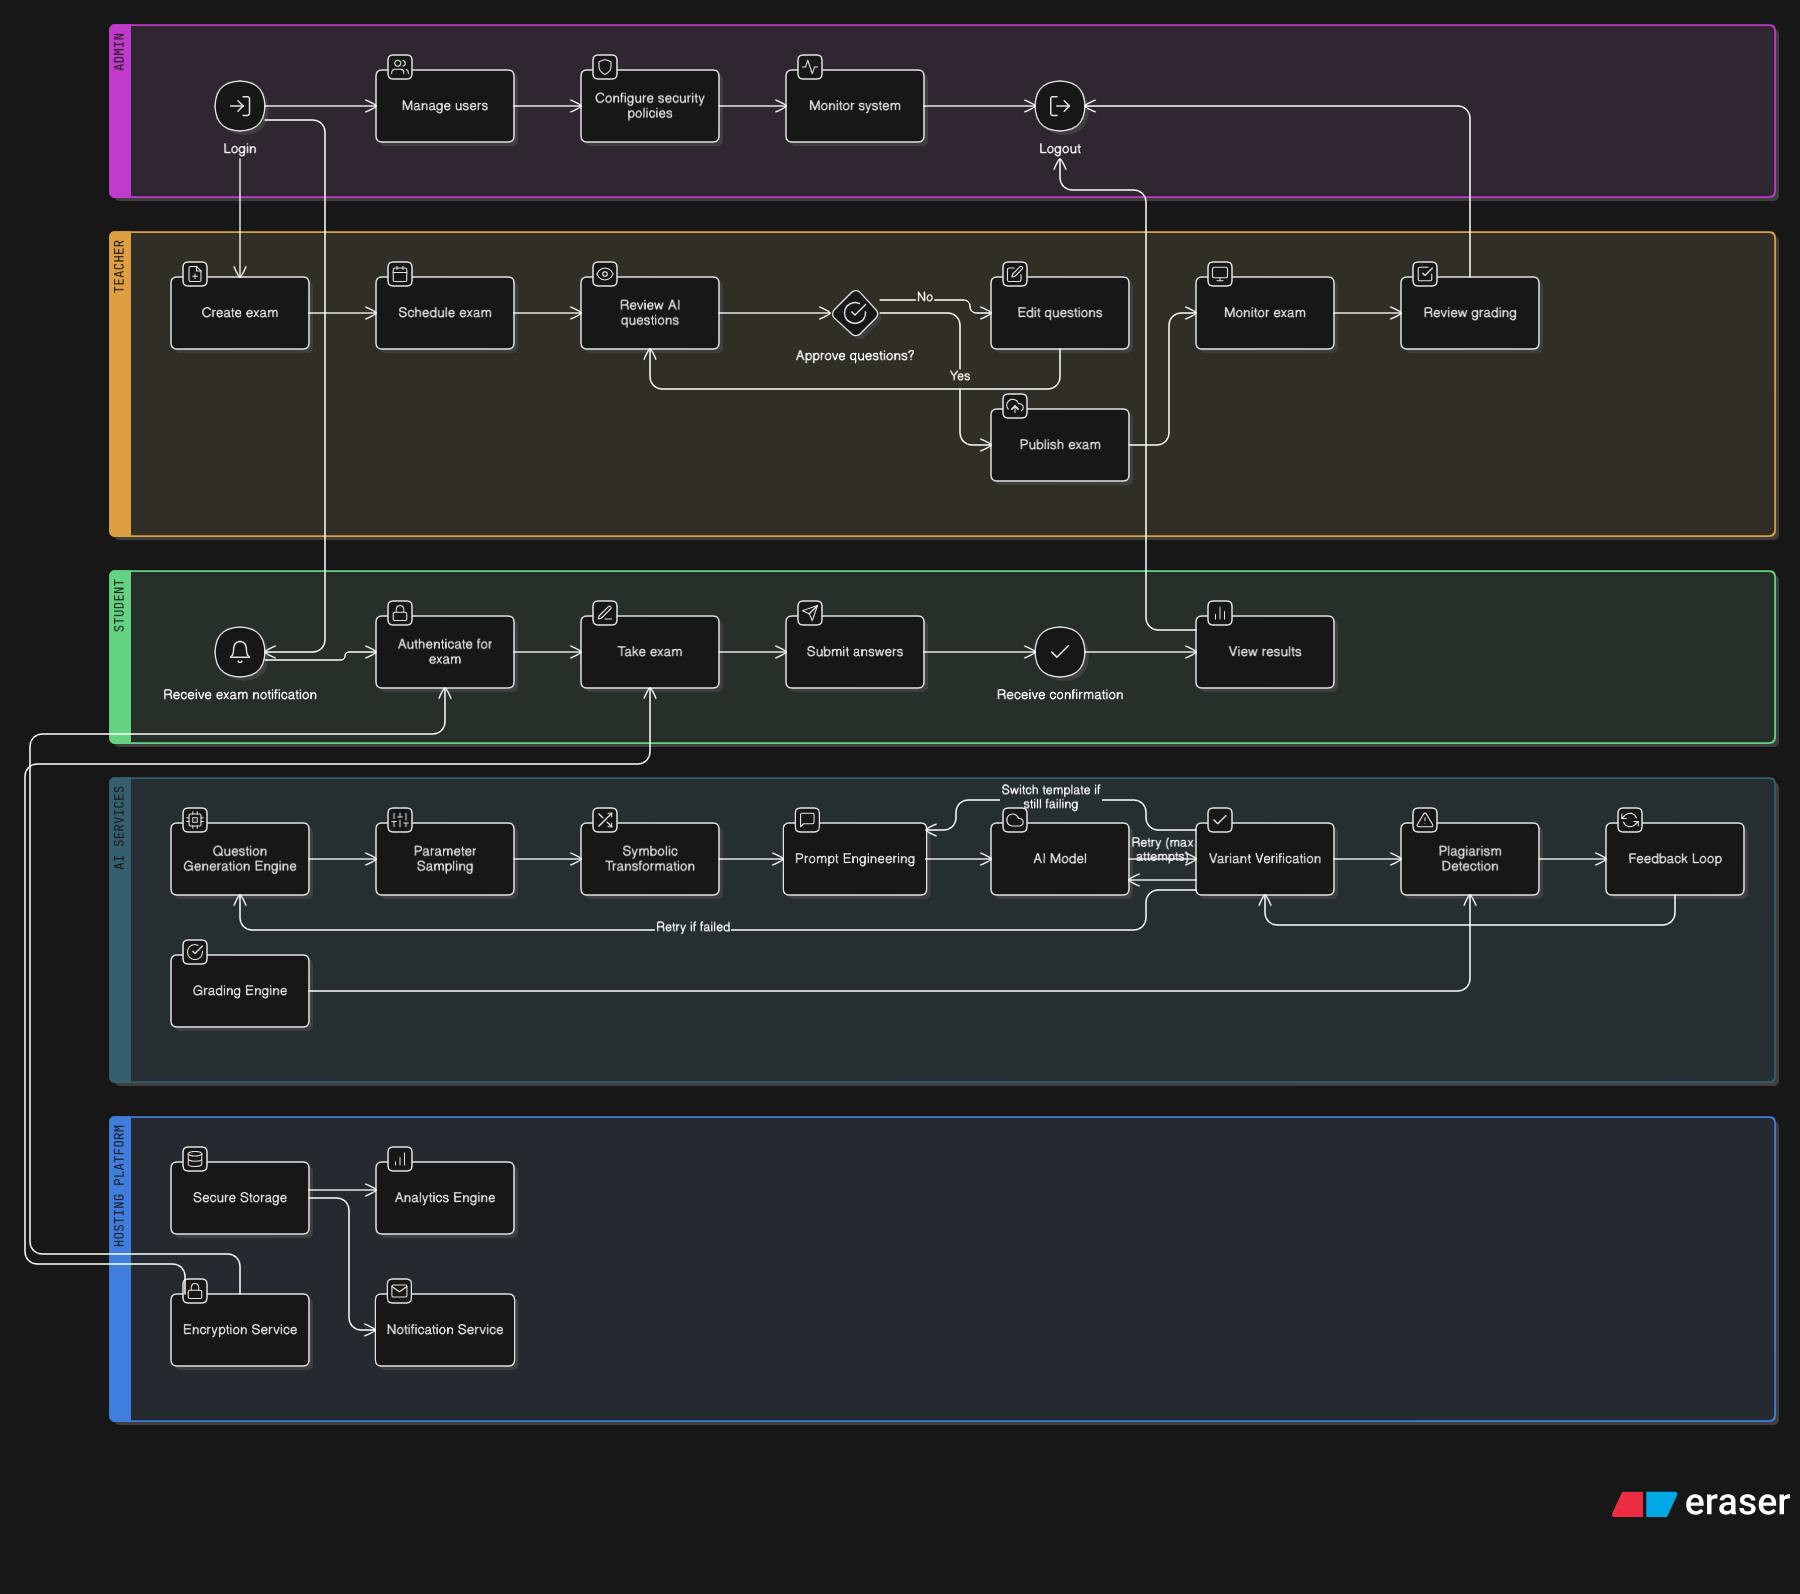 ADMIN
Login
Manage users
Configure security
policies
Monitor system
Logout
TEACHER
Create exam
Schedule exam
Review AI
questions
Approve questions?
No
Yes
Edit questions
Publish exam
Monitor exam
Review grading
STUDENT
Receive exam notification
Authenticate for
exam
Take exam
Submit answers
Receive confirmation
View results
AI SERVICES
Question
Generation Engine
Parameter
Sampling
Symbolic
Transformation
Prompt Engineering
Switch template if
still failing
AI Model
Retry (max
attempts)
Variant Verification
Plagiarism
Detection
Feedback Loop
Retry if failed
Grading Engine
HOSTING PLATFORM
Secure Storage
Analytics Engine
Encryption Service
Notification Service
eraser